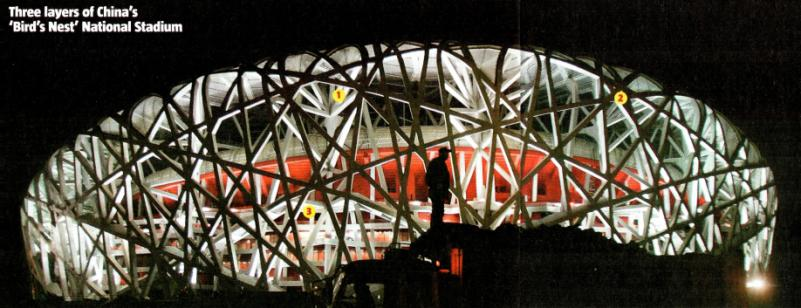 Three layers of China's
'Bird's Nest' National Stadium
1
2
3